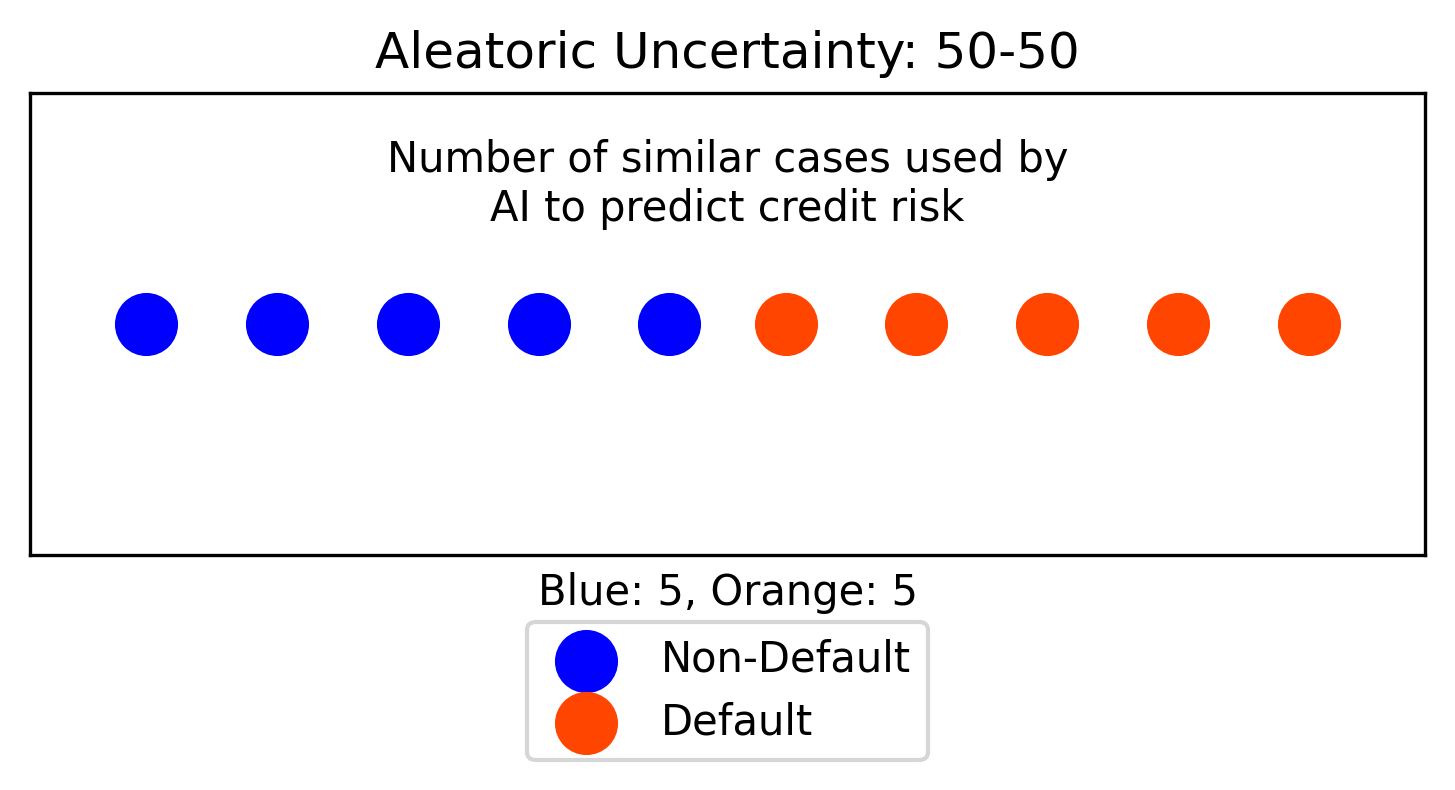 Aleatoric Uncertainty: 50-50
Number of similar cases used by
AI to predict credit risk
Blue: 5, Orange: 5
Non-Default
Default